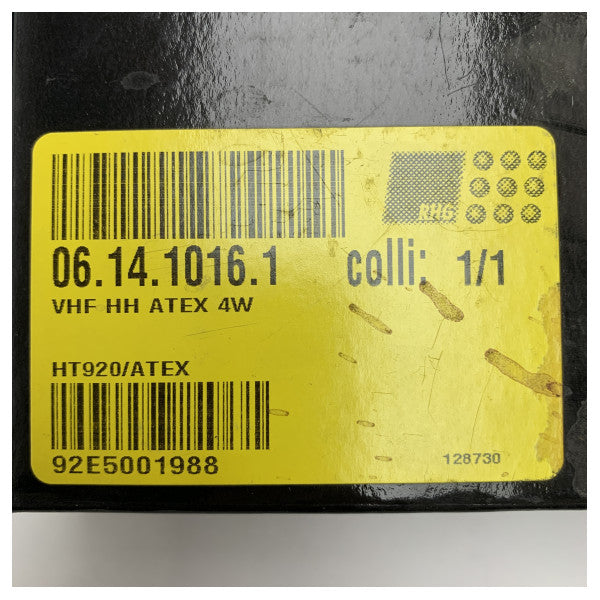 RHG
06.14.1016.1 colli: 1/1
VHF HH ATEX 4W
HT920/ATEX
92E5001988
128730